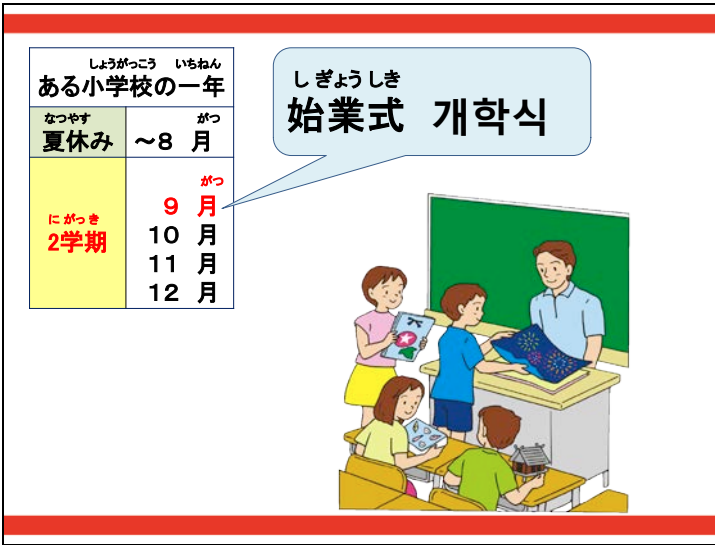 しょうがっこう いちねん
ある小学校の一年
なつやす がつ
夏休み ～8 月
がつ
9 月
にがっき
2学期
10 月
11 月
12 月
しぎょうしき
始業式 개학식